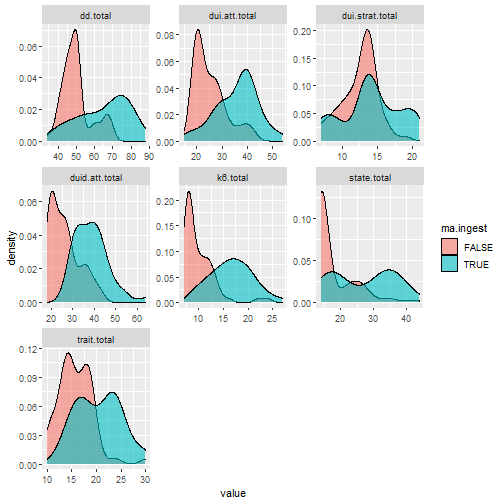 dd.total dui.att.total dui.strat.total
0.06 0.08 0.20
0.04 0.06 0.15
0.02 0.04 0.10
0.00 0.02 0.05
0.00 0.00
40 50 60 70 80 90 20 30 40 50 10 15 20
duid.att.total k6.total state.total
0.06 0.20 0.10
0.04 0.15 0.05
0.02 0.10 0.00
0.00 0.05
0.00
20 30 40 50 60 10 15 20 25 20 30 40
trait.total
0.12
0.09
0.06
0.03
0.00
10 15 20 25 30
density
value
ma.ingest
FALSE
TRUE